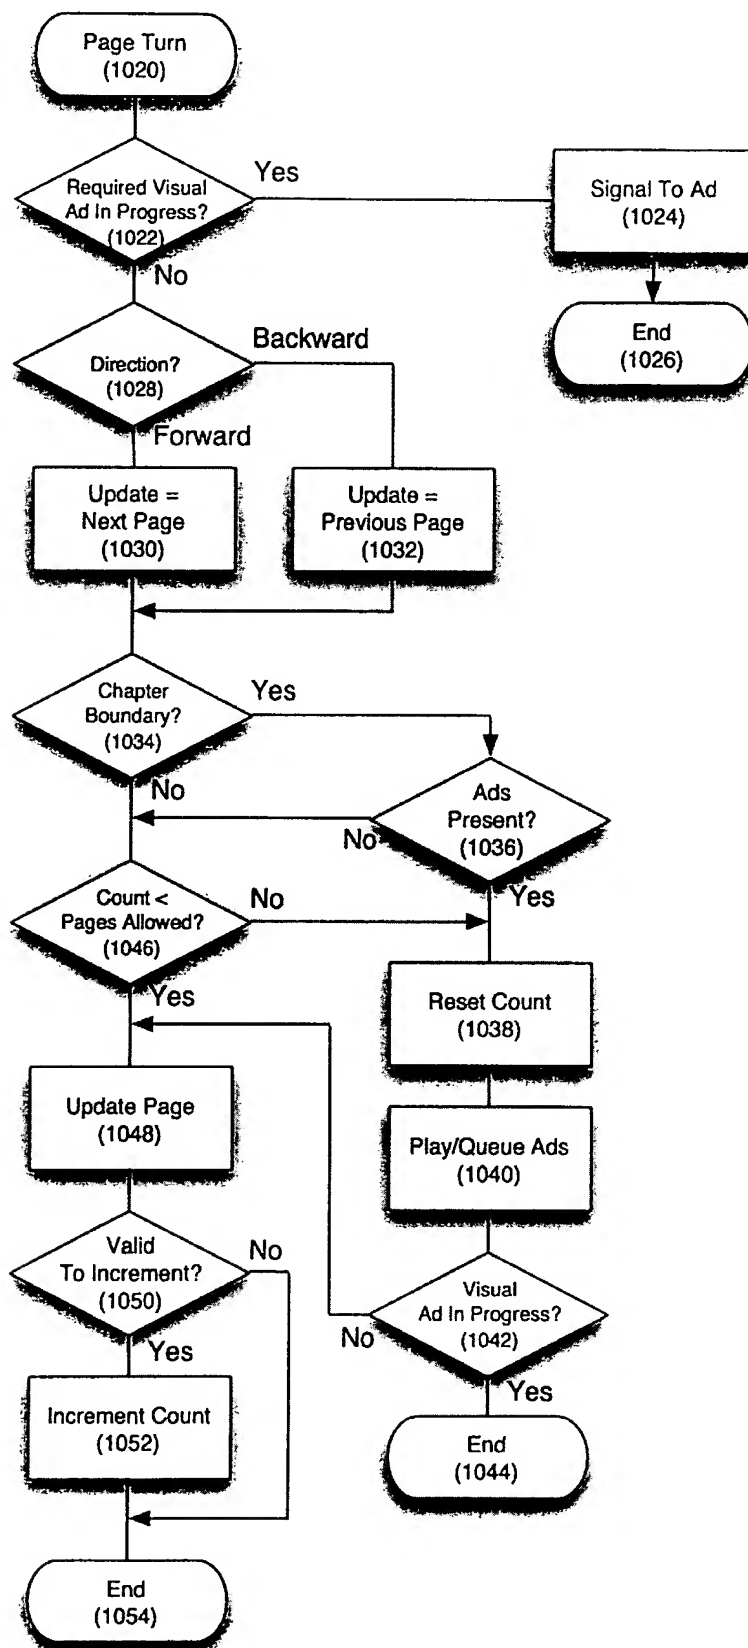 Page Turn
(1020)
Required Visual
Ad In Progress?
(1022)
Yes
No
Signal To Ad
(1024)
End
(1026)
Direction?
(1028)
Backward
Forward
Update =
Next Page
(1030)
Update =
Previous Page
(1032)
Chapter
Boundary?
(1034)
Yes
No
Ads
Present?
(1036)
No
Yes
Count <
Pages Allowed?
(1046)
No
Yes
Reset Count
(1038)
Update Page
(1048)
Play/Queue Ads
(1040)
Valid
To Increment?
(1050)
No
Yes
Visual
Ad In Progress?
(1042)
No
Yes
Increment Count
(1052)
End
(1044)
End
(1054)